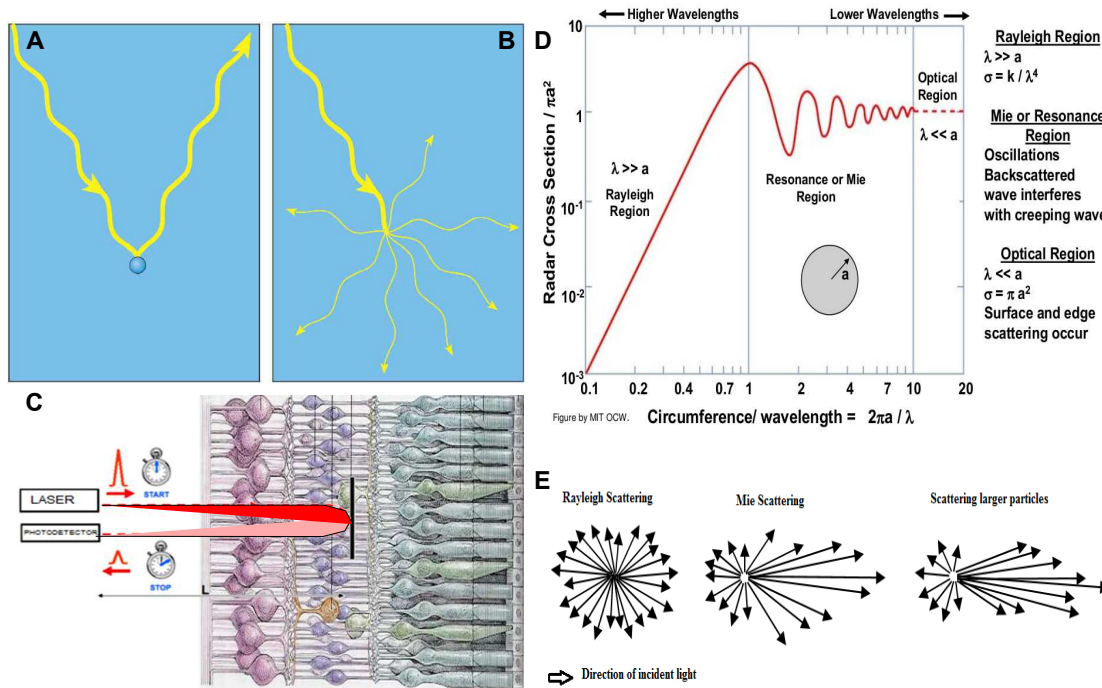 A
B
C
LASER
START
PHOTODETECTOR
STOP
L
D
Higher Wavelengths
Lower Wavelengths
Radar Cross Section / πa²
10
1
10⁻¹
10⁻²
10⁻³
λ >> a
Rayleigh
Region
Resonance or Mie
Region
a
Optical
Region
λ << a
0.1
0.2
0.4
0.7
1
2
4
7
10
20
Figure by MIT OCW.
Circumference/ wavelength = 2πa / λ
Rayleigh Region
λ >> a
σ = k / λ⁴
Mie or Resonance
Region
Oscillations
Backscattered
wave interferes
with creeping wave
Optical Region
λ << a
σ = π a²
Surface and edge
scattering occur
E
Rayleigh Scattering
Mie Scattering
Scattering larger particles
Direction of incident light